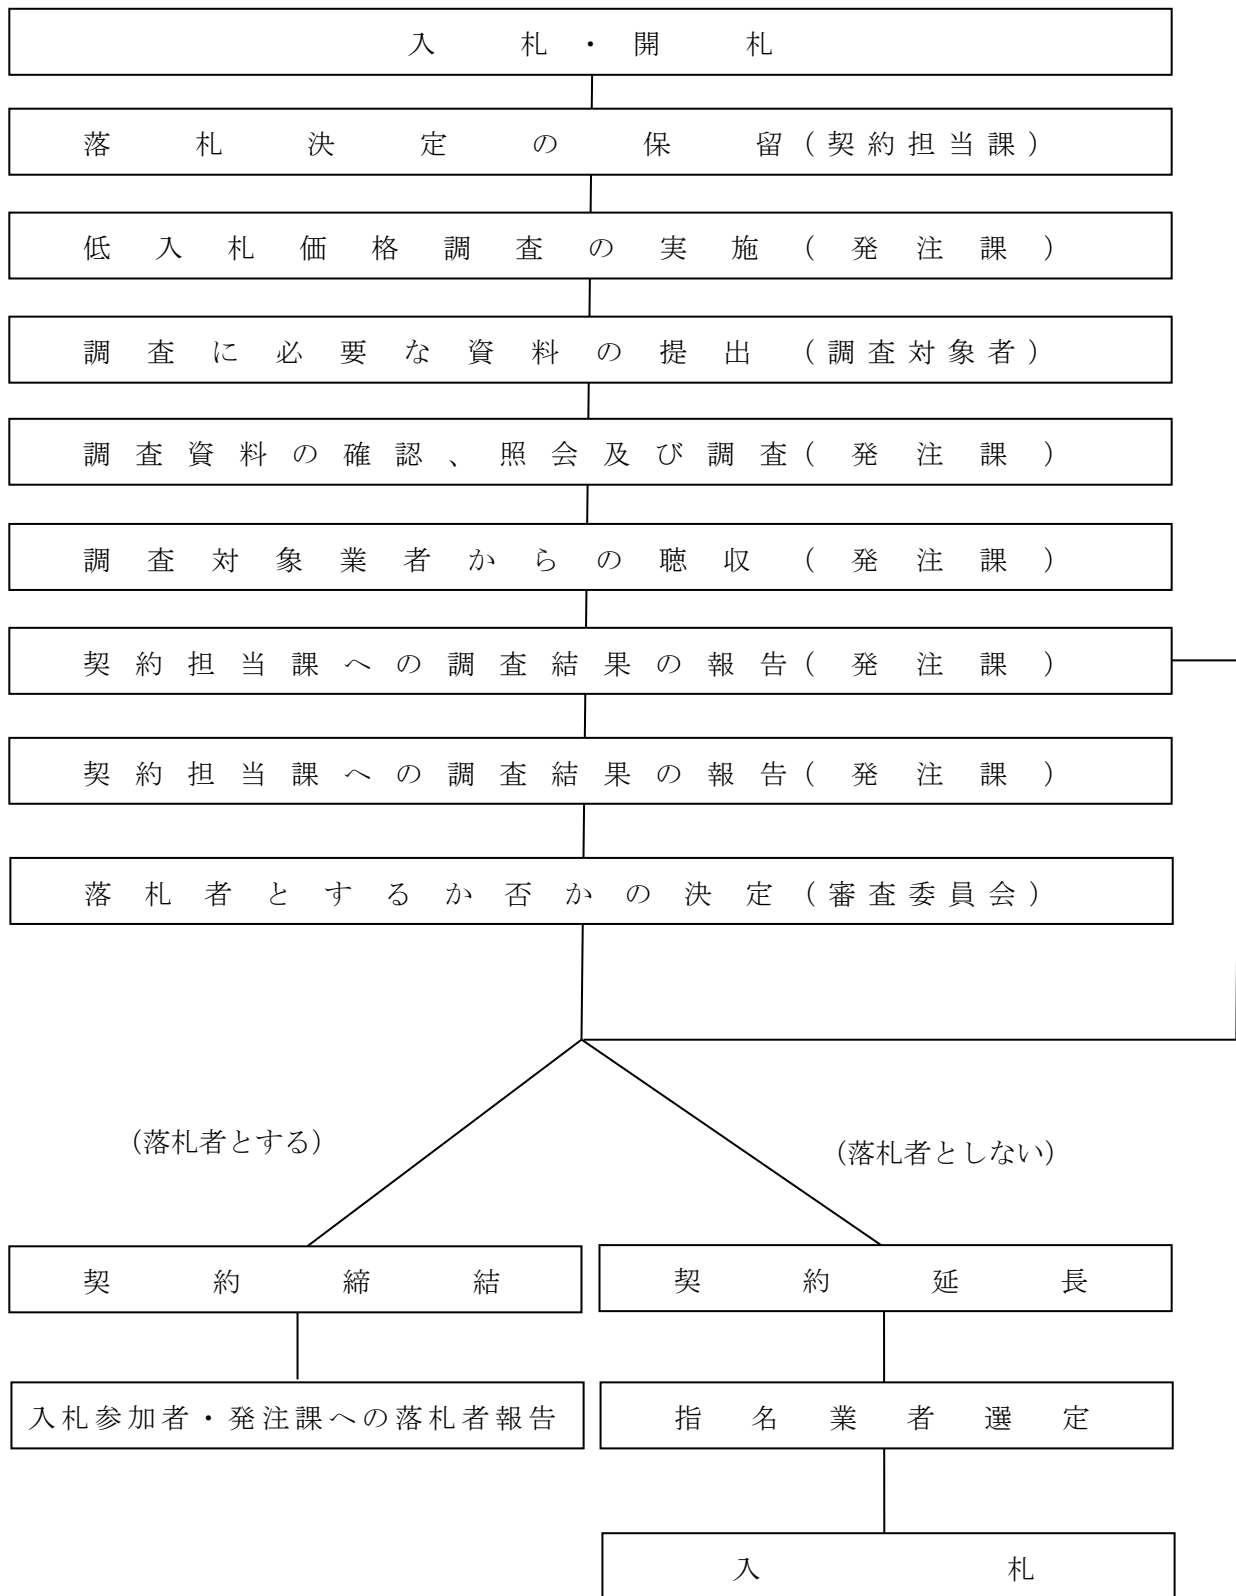 入札・開札
落札決定の保留(契約担当課)
低入札価格調査の実施(発注課)
調査に必要な資料の提出(調査対象者)
調査資料の確認、照会及び調査(発注課)
調査対象業者からの聴収(発注課)
契約担当課への調査結果の報告(発注課)
契約担当課への調査結果の報告(発注課)
落札者とするか否かの決定(審査委員会)
(落札者とする)
(落札者としない)
契約締結
契約延長
入札参加者・発注課への落札者報告
指名業者選定
入札